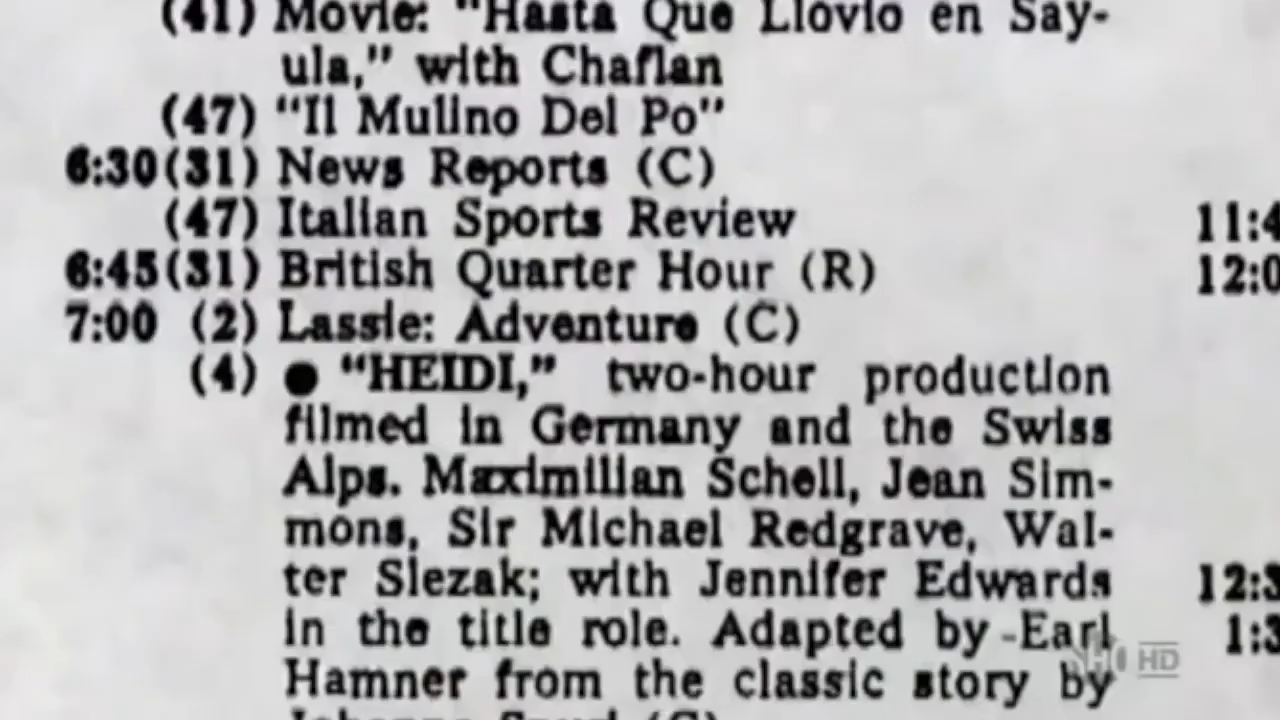 (41) Movie: "Hasta Que Llovio en Say-
ula," with Chaflan
(47) "Il Mulino Del Po"
6:30 (31) News Reports (C)
(47) Italian Sports Review
11:4
6:45 (31) British Quarter Hour (R)
12:0
7:00 (2) Lassie: Adventure (C)
(4) ● "HEIDI," two-hour production
filmed in Germany and the Swiss
Alps. Maximilian Schell, Jean Sim-
mons, Sir Michael Redgrave, Wal-
ter Slezak; with Jennifer Edwards
12:3
in the title role. Adapted by Earl
1:3
Hamner from the classic story by
Johanna Spyri (C)
SHO HD